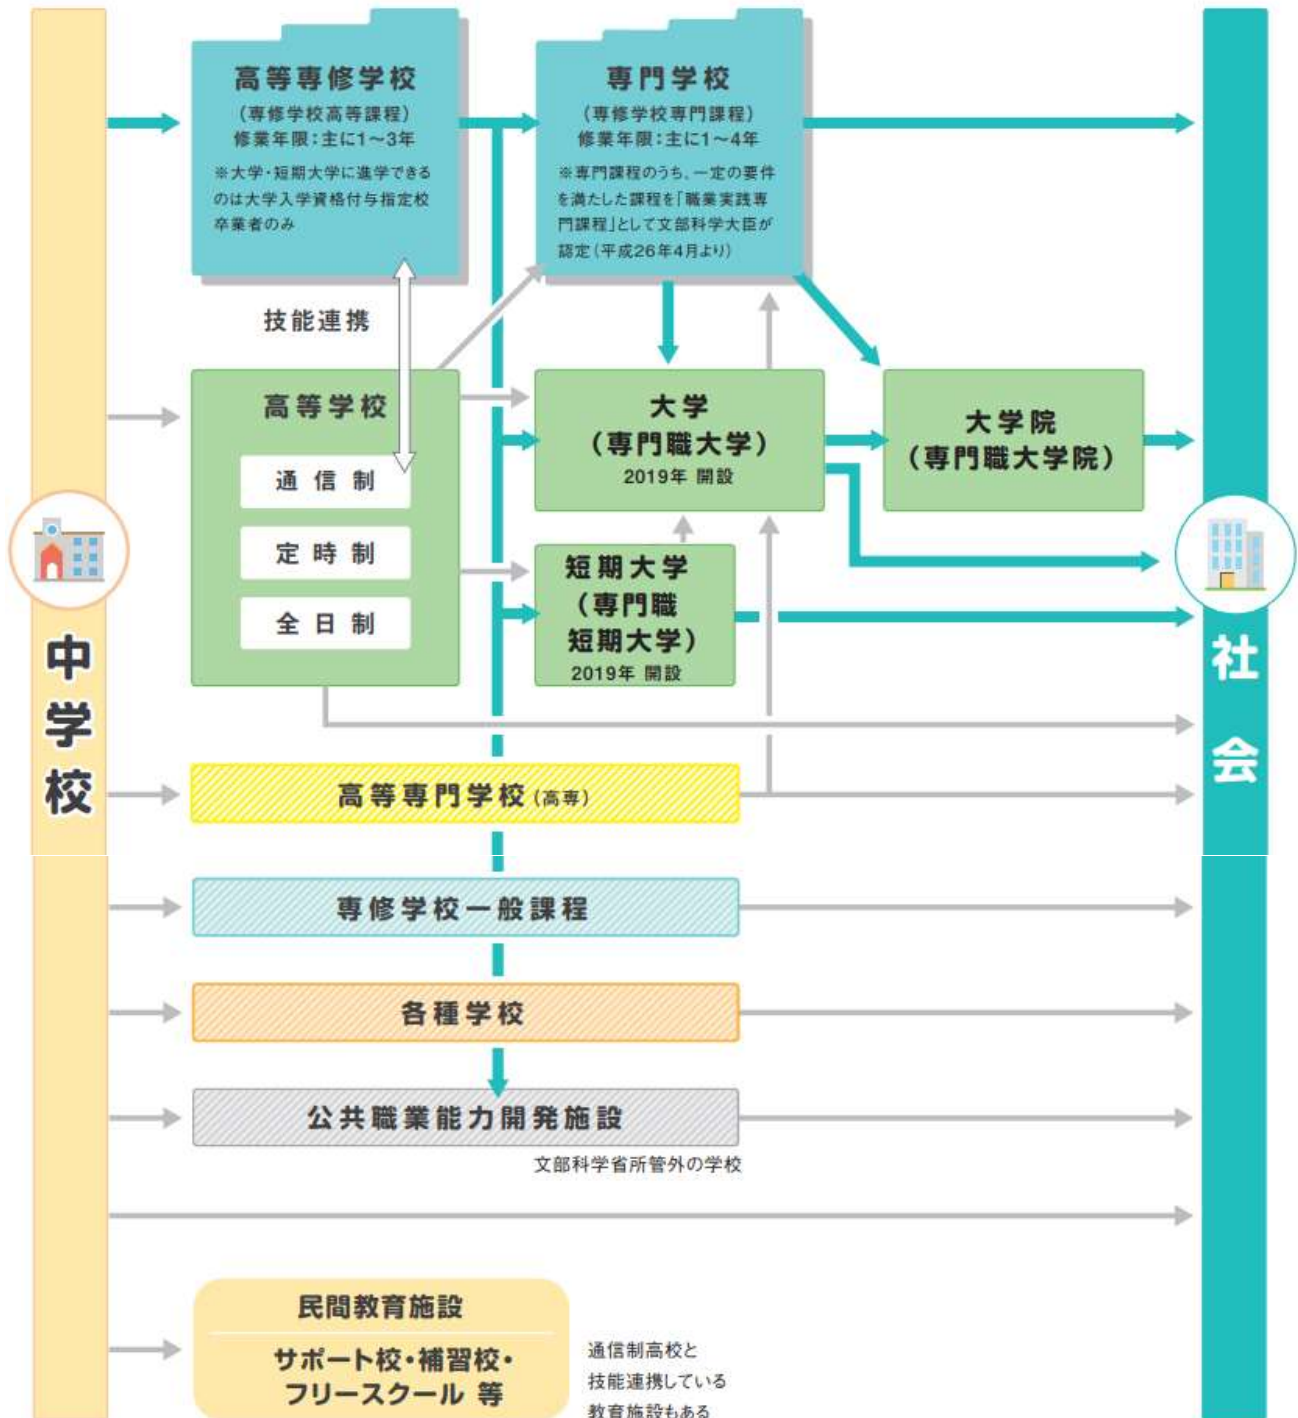 高等専修学校
(専修学校高等課程)
修業年限:主に1～3年
※大学・短期大学に進学できる
のは大学入学資格付与指定校
卒業者のみ
専門学校
(専修学校専門課程)
修業年限:主に1～4年
※専門課程のうち、一定の要件
を満たした課程を「職業実践専
門課程」として文部科学大臣が
認定(平成26年4月より)
技能連携
高等学校
通信制
定時制
全日制
大学
(専門職大学)
2019年 開設
大学院
(専門職大学院)
短期大学
(専門職
短期大学)
2019年 開設
中学校
社会
高等専門学校(高専)
専修学校一般課程
各種学校
公共職業能力開発施設
文部科学省所管外の学校
民間教育施設
サポート校・補習校・
フリースクール 等
通信制高校と
技能連携している
教育施設もある